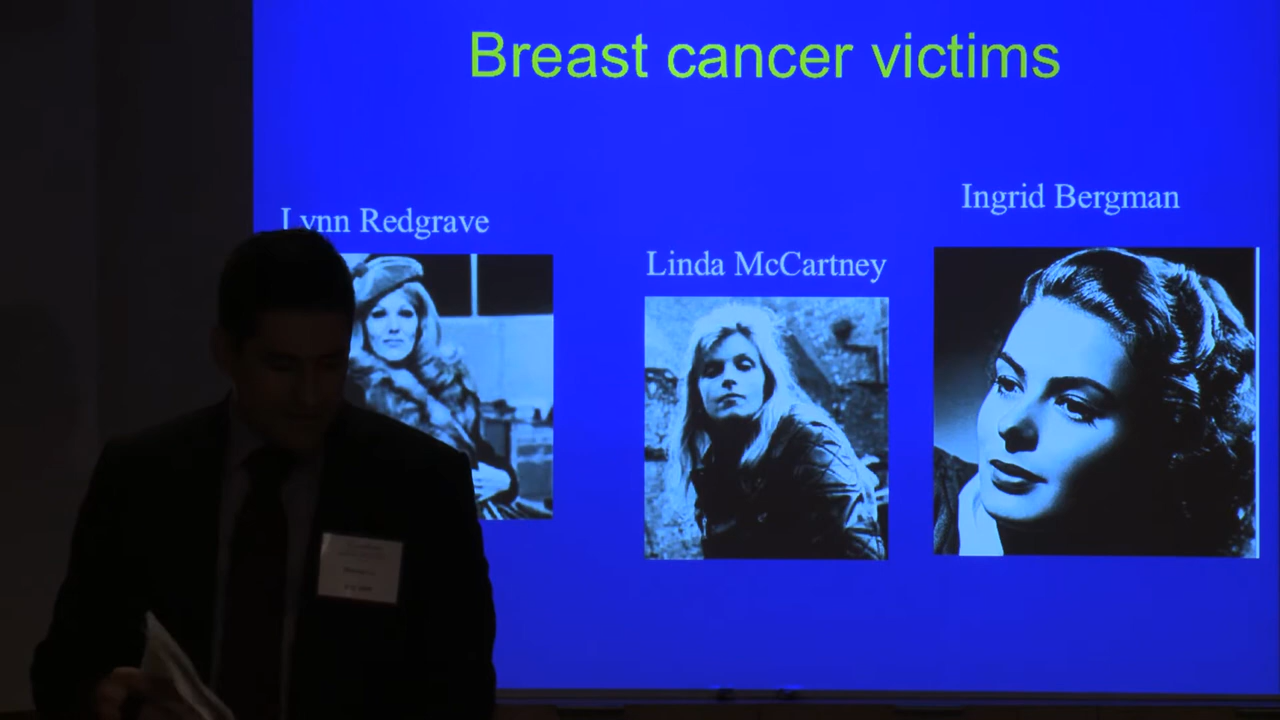 Breast cancer victims
Ingrid Bergman
Lynn Redgrave
Linda McCartney